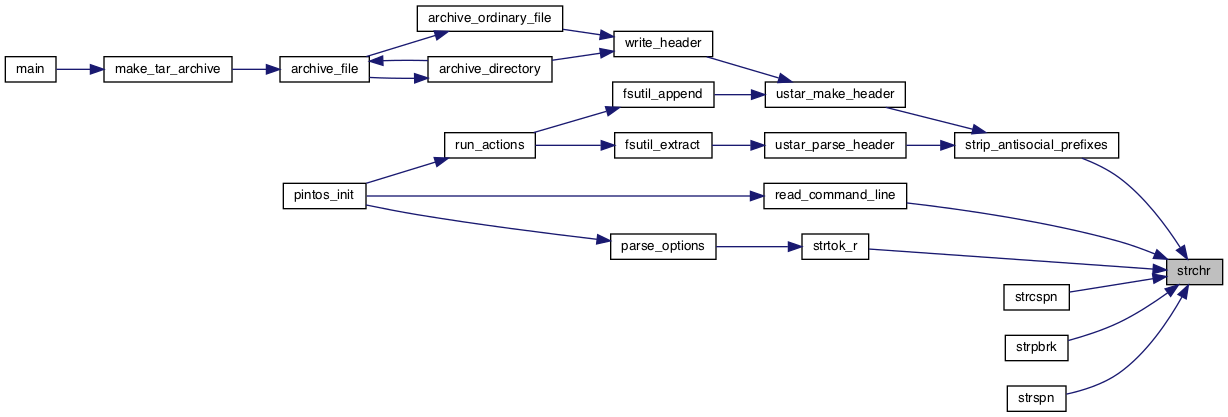 archive_ordinary_file
write_header
main
make_tar_archive
archive_file
archive_directory
fsutil_append
ustar_make_header
run_actions
fsutil_extract
ustar_parse_header
strip_antisocial_prefixes
pintos_init
read_command_line
parse_options
strtok_r
strchr
strcspn
strpbrk
strspn